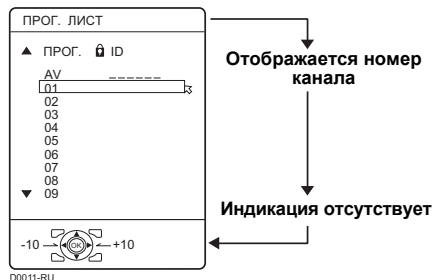 ПРОГ. ЛИСТ
ПРОГ. ID
AV ______
01
02
03
04
05
06
07
08
09
-10 OK +10
D0011-RU
Отображается номер
канала
Индикация отсутствует